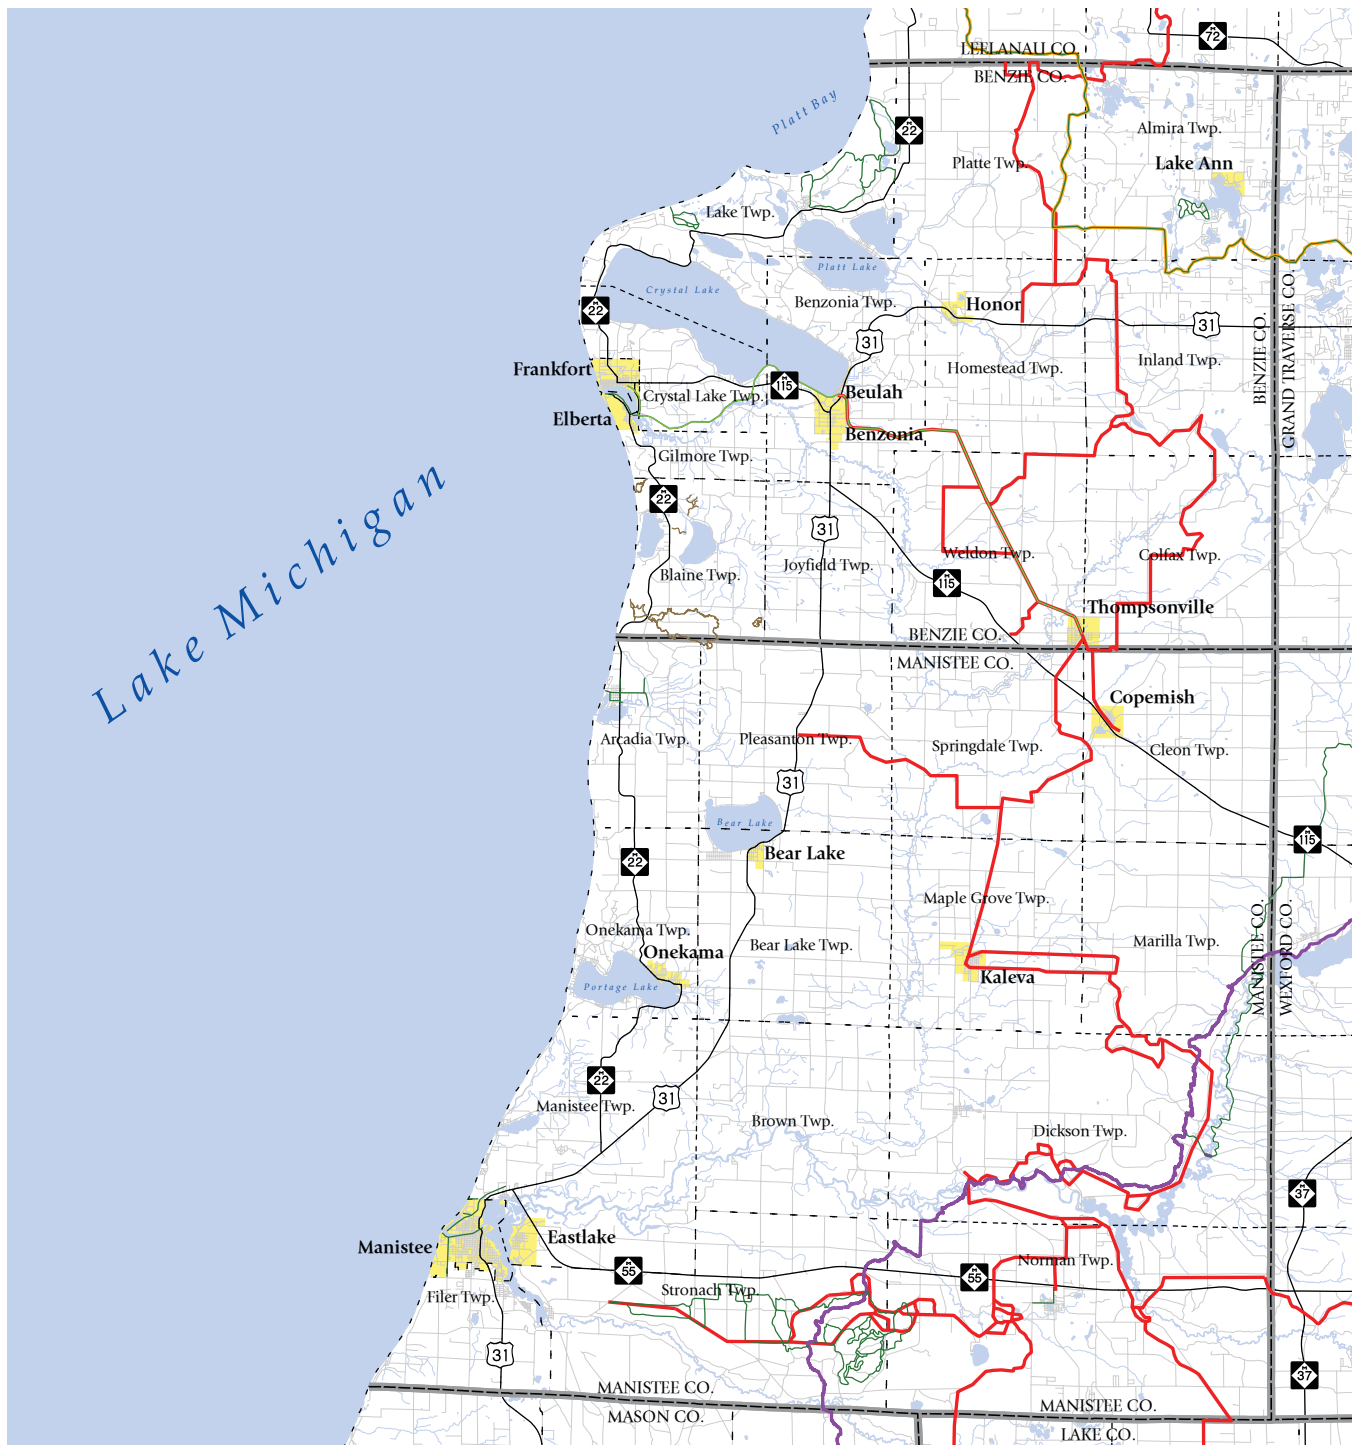 72
LEELANAU CO.
BENZIE CO.
Platt Bay
22
Almira Twp.
Platte Twp.
Lake Ann
Lake Twp.
Platt Lake
Crystal Lake
Benzonia Twp.
Honor
22
31
31
BENZIE CO.
GRAND TRAVERSE CO.
Frankfort
Homestead Twp.
Inland Twp.
M
115
Crystal Lake Twp.
Beulah
Elberta
Benzonia
Gilmore Twp.
22
Lake Michigan
31
Weldon Twp.
Colfax Twp.
Joyfield Twp.
Blaine Twp.
M
115
Thompsonville
BENZIE CO.
MANISTEE CO.
Copemish
Arcadia Twp.
Pleasanton Twp.
Springdale Twp.
Cleon Twp.
31
Bear Lake
M
115
Bear Lake
22
Maple Grove Twp.
MANISTEE CO.
WEXFORD CO.
Onekama Twp.
Bear Lake Twp.
Marilla Twp.
Onekama
Kaleva
Portage Lake
22
31
Manistee Twp.
Brown Twp.
Dickson Twp.
37
Eastlake
Manistee
Norman Twp.
55
55
Stronach Twp.
Filer Twp.
31
37
MANISTEE CO.
MASON CO.
MANISTEE CO.
LAKE CO.